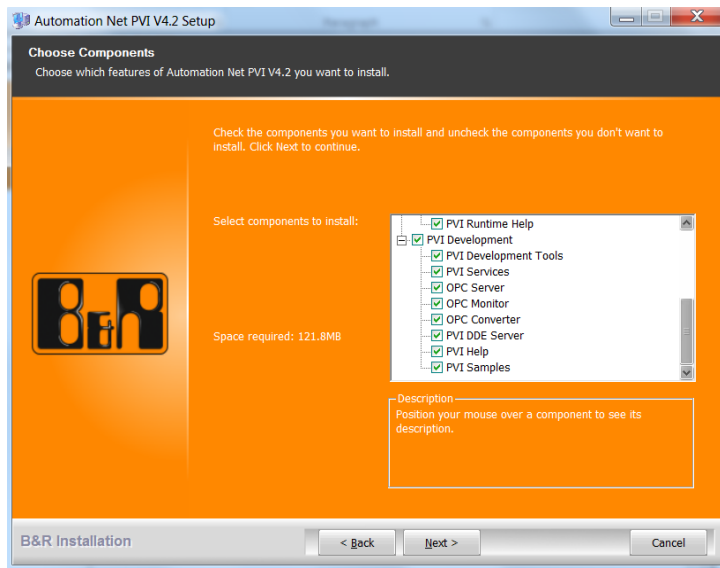 Automation Net PVI V4.2 Setup
Choose Components
Choose which features of Automation Net PVI V4.2 you want to install.
Check the components you want to install and uncheck the components you don't want to
install. Click Next to continue.
Select components to install:
PVI Runtime Help
PVI Development
PVI Development Tools
PVI Services
OPC Server
OPC Monitor
OPC Converter
PVI DDE Server
PVI Help
PVI Samples
B&R
Space required: 121.8MB
Description
Position your mouse over a component to see its
description.
B&R Installation
< Back
Next >
Cancel